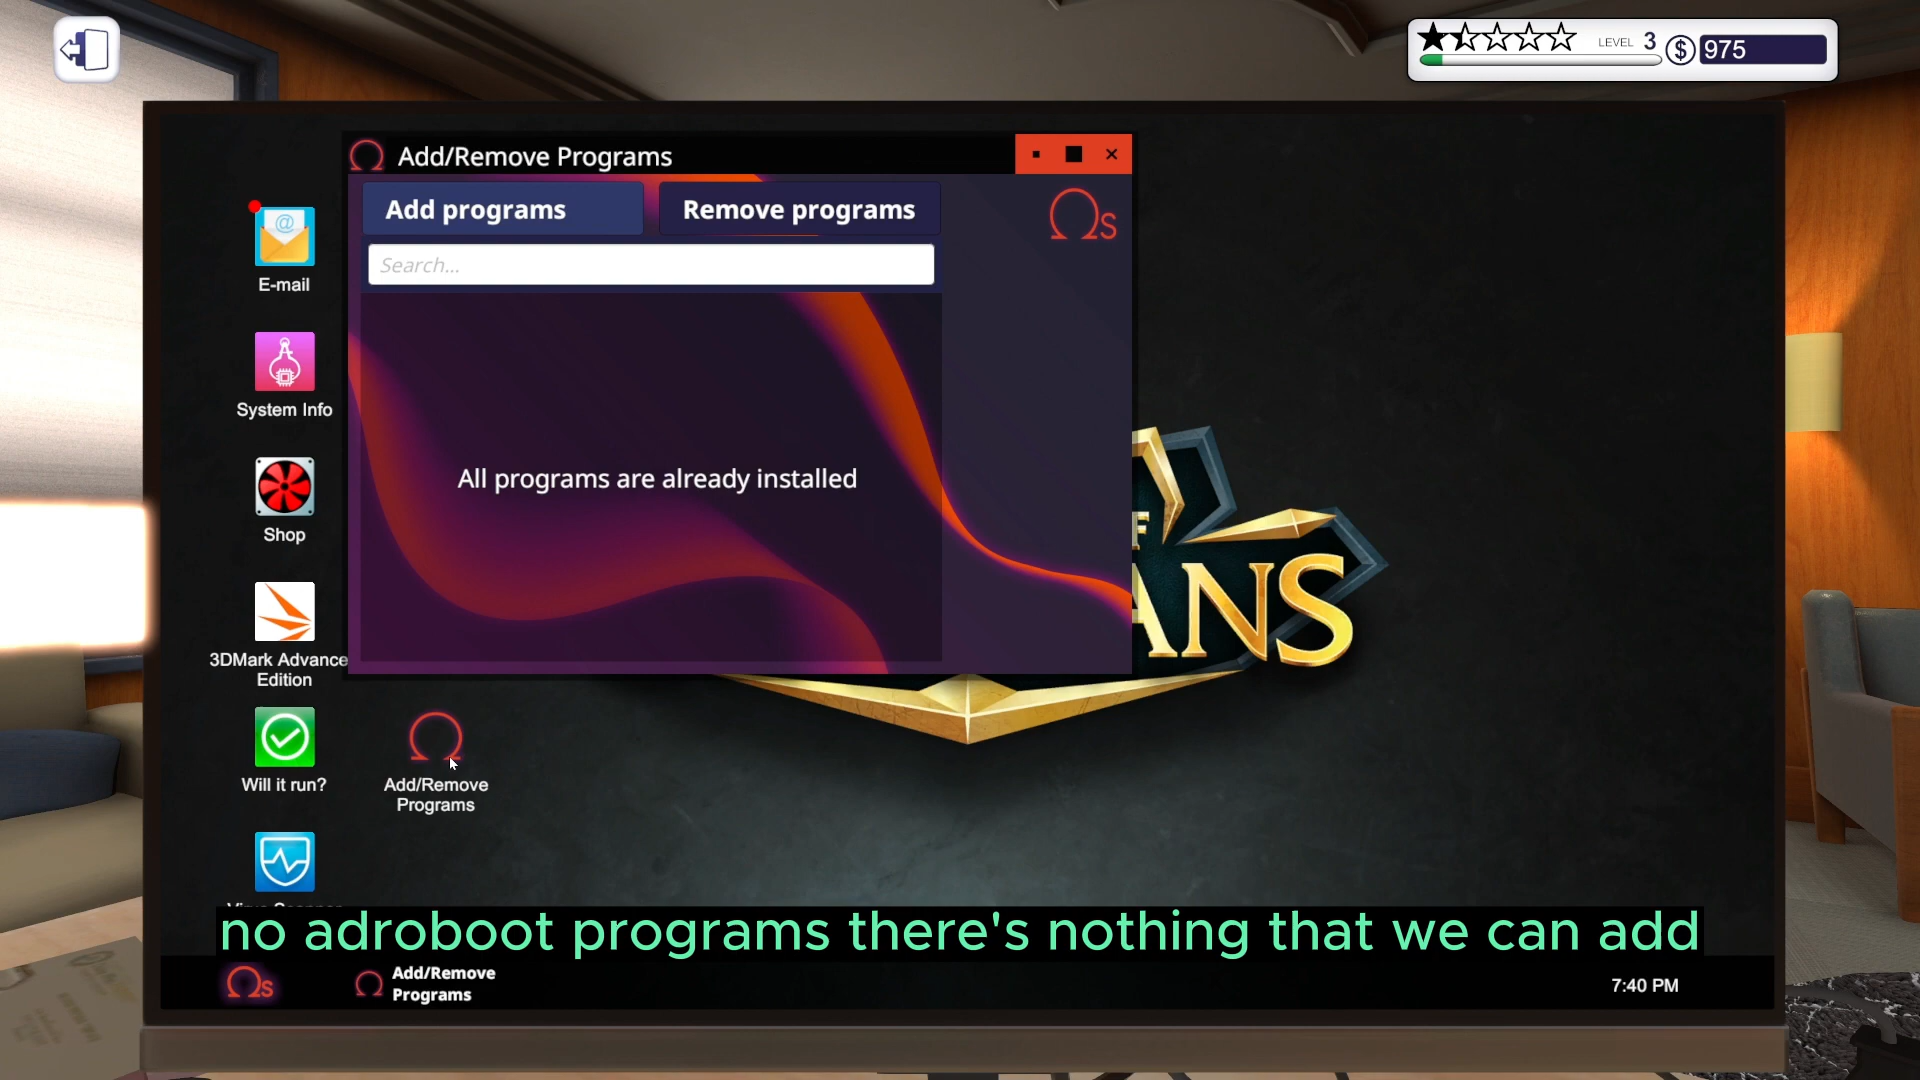 LEVEL 3
$ 975
Add/Remove Programs
Add programs
Remove programs
Ωs
Search...
E-mail
System Info
All programs are already installed
Shop
F
ANS
3DMark Advance
Edition
Will it run?
Add/Remove
Programs
no adroboot programs there's nothing that we can add
Ωs
Add/Remove
Programs
7:40 PM